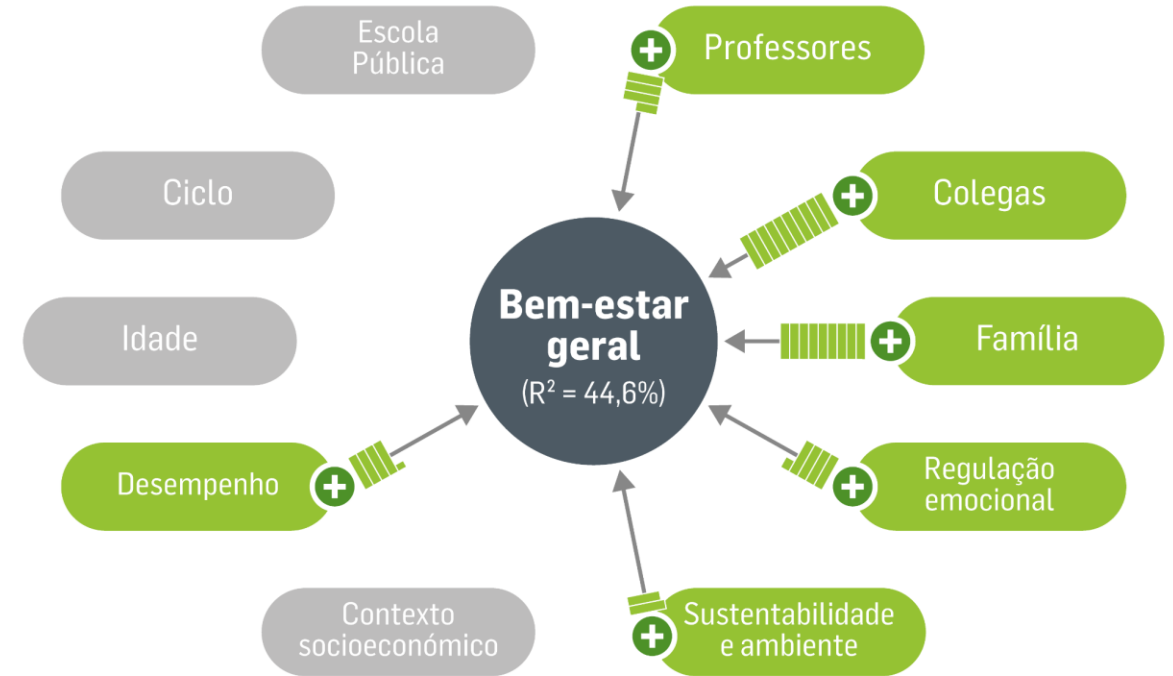 Escola
Pública
Professores
Ciclo
Colegas
Bem-estar
geral
(R² = 44,6%)
Idade
Família
Desempenho
Regulação
emocional
Contexto
socioeconómico
Sustentabilidade
e ambiente